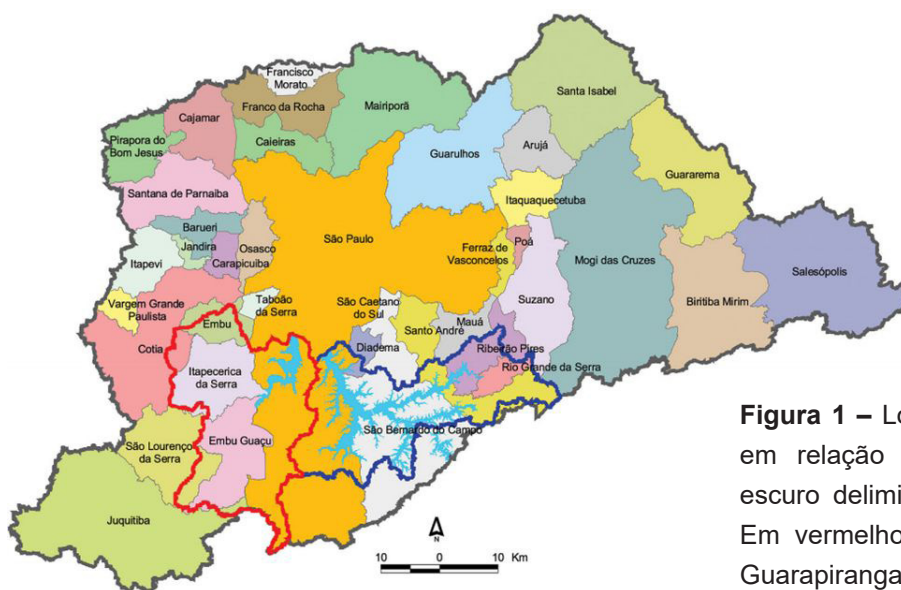 Francisco
Morato
Franco da Rocha
Mairiporã
Santa Isabel
Cajamar
Pirapora do
Bom Jesus
Caieiras
Guarulhos
Arujá
Guararema
Santana de Parnaiba
Itaquaquecetuba
Barueri
Jandira
Osasco
Carapicuiba
São Paulo
Itapevi
Ferraz de
Vasconcelos
Poá
Mogi das Cruzes
Salesópolis
Suzano
Biritiba Mirim
Vargem Grande
Paulista
Taboão
da Serra
São Caetano
do Sul
Embu
Cotia
Diadema
Santo André
Mauá
Ribeirão Pires
Rio Grande da Serra
Itapecerica
da Serra
São Bernardo do Campo
Embu Guaçu
São Lourenço
da Serra
Juquitiba
N
10 0 10 Km
Figura 1 – Lo
em relação
escuro delimi
Em vermelho
Guarapiranga